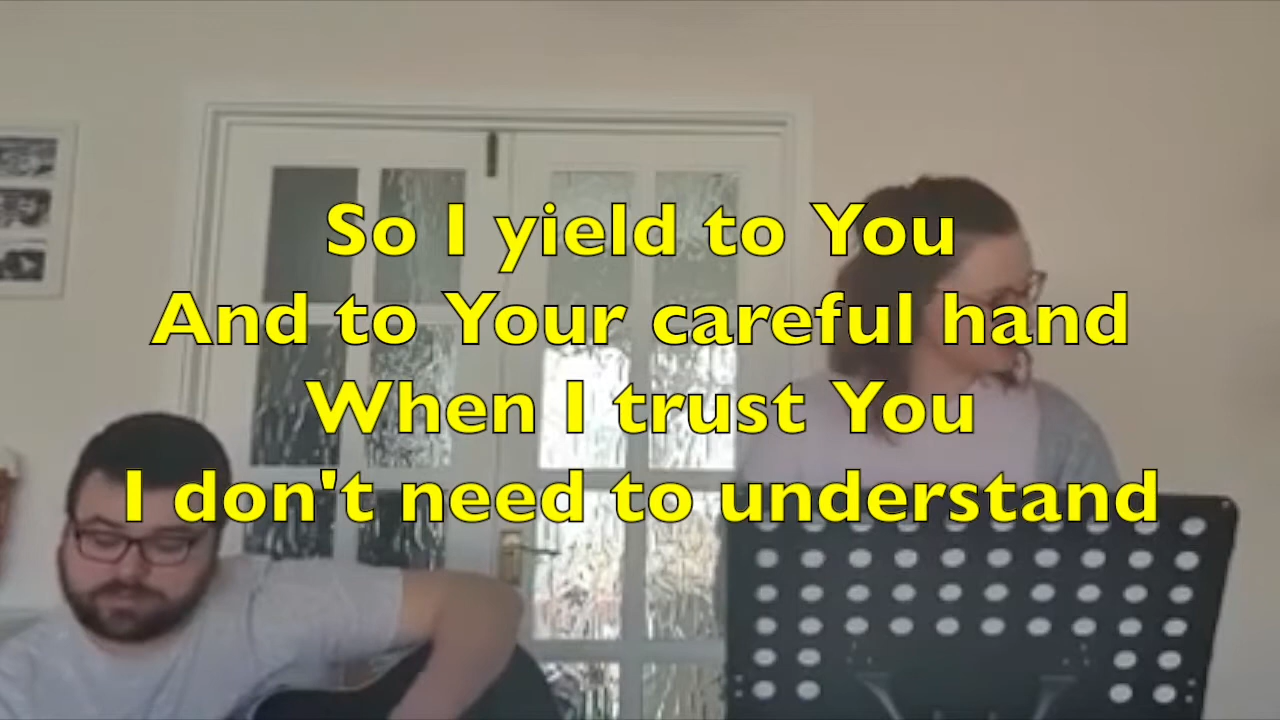 So I yield to You
And to Your careful hand
When I trust You
I don't need to understand